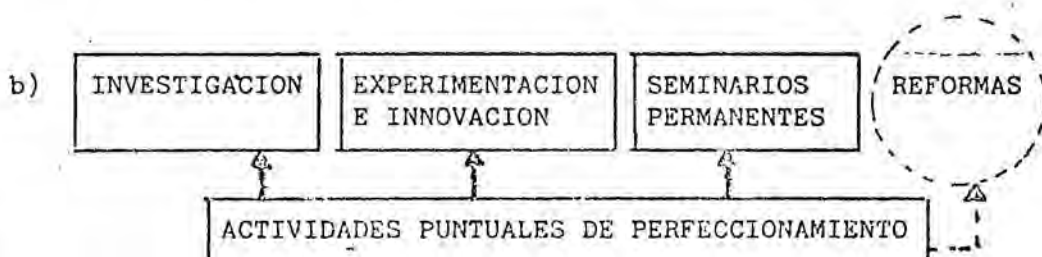 b)
INVESTIGACION
EXPERIMENTACION
E INNOVACION
SEMINARIOS
PERMANENTES
REFORMAS
ACTIVIDADES PUNTUALES DE PERFECCIONAMIENTO